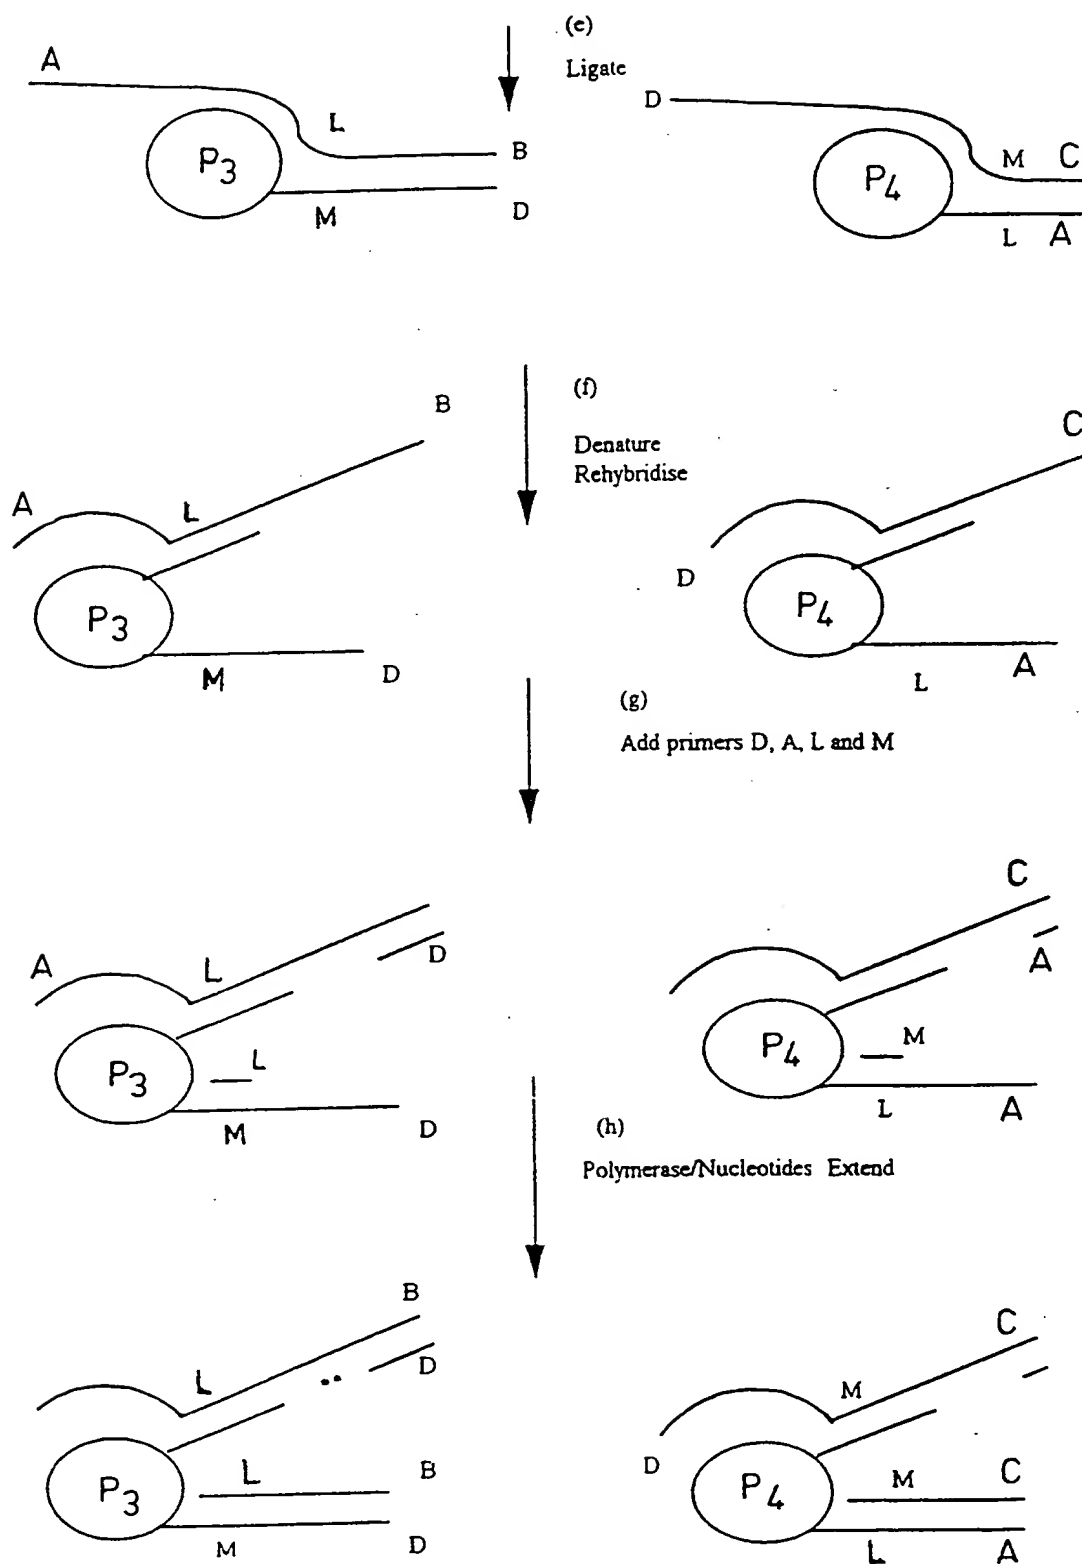 (e)
Ligate
A
L
P3
B
M
D
D
M C
P4
L A
(f)
Denature
Rehybridise
B
A L
P3
M D
C
D
P4
L A
(g)
Add primers D, A, L and M
A L
D
P3
L
M D
C
A
P4
M
L A
(h)
Polymerase/Nucleotides Extend
B
L
D
P3
L B
M D
C
M
D
P4
M C
L A